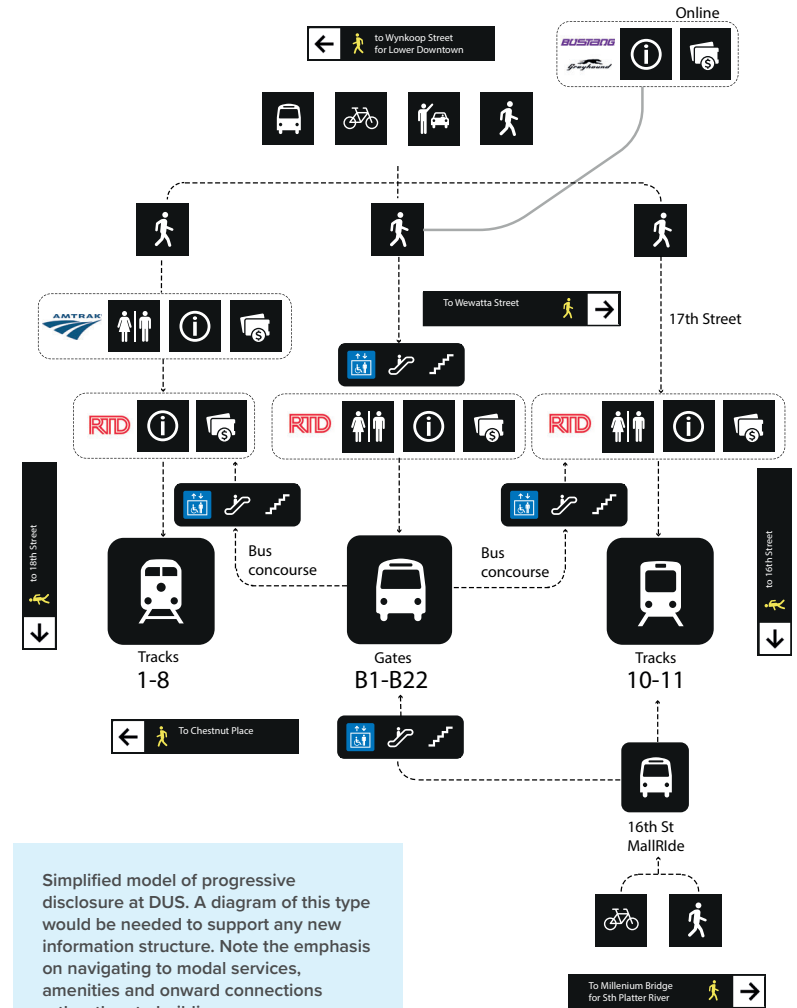 Online
to Wynkoop Street
for Lower Downtown
BUSTANG
Greyhound
To Wewatta Street
17th Street
AMTRAK
RTD
RTD
RTD
to 18th Street
to 16th Street
Bus
concourse
Bus
concourse
Tracks
1-8
Gates
B1-B22
Tracks
10-11
To Chestnut Place
16th St
MallRIde
Simplified model of progressive
disclosure at DUS. A diagram of this type
would be needed to support any new
information structure. Note the emphasis
on navigating to modal services,
amenities and onward connections
To Millenium Bridge
for Sth Platter River